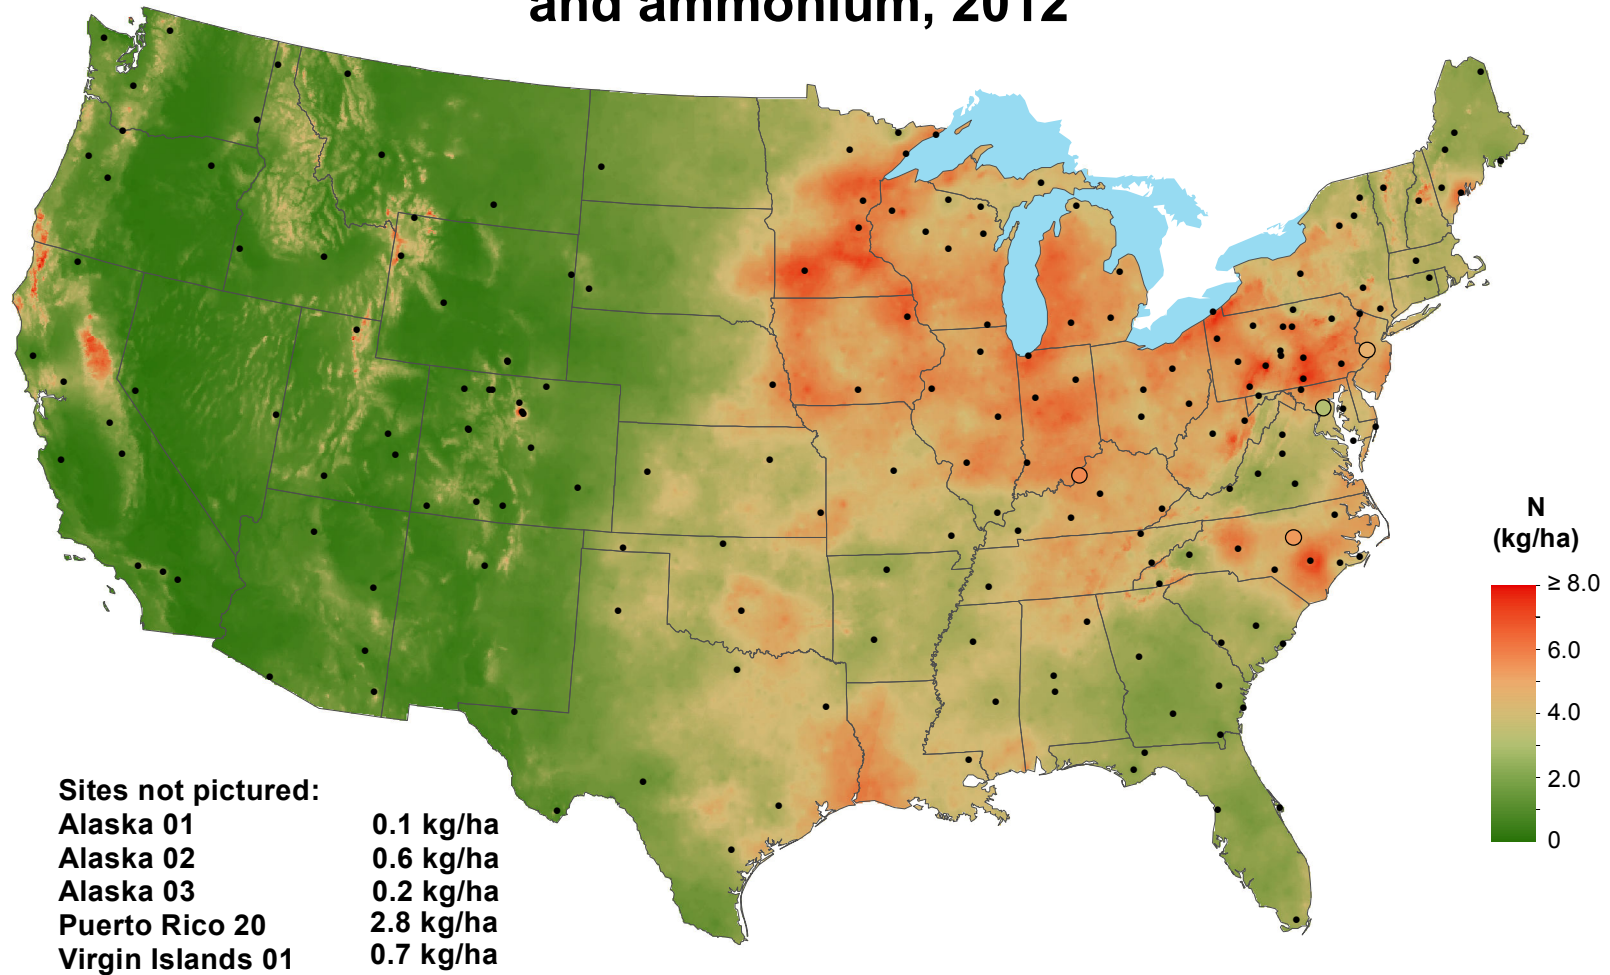 and ammonium, 2012
N
(kg/ha)
≥ 8.0
6.0
4.0
2.0
0
Sites not pictured:
Alaska 01 0.1 kg/ha
Alaska 02 0.6 kg/ha
Alaska 03 0.2 kg/ha
Puerto Rico 20 2.8 kg/ha
Virgin Islands 01 0.7 kg/ha